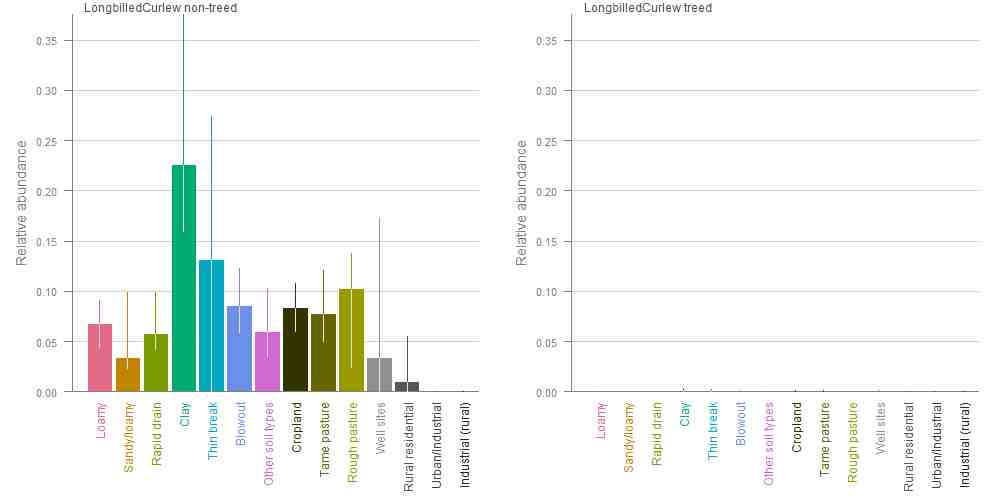 LongbilledCurlew non-treed
Relative abundance
0.35
0.30
0.25
0.20
0.15
0.10
0.05
0.00
Loamy
Sandy/loamy
Rapid drain
Clay
Thin break
Blowout
Other soil types
Cropland
Tame pasture
Rough pasture
Well sites
Rural residential
Urban/Industrial
Industrial (rural)
LongbilledCurlew treed
Relative abundance
0.35
0.30
0.25
0.20
0.15
0.10
0.05
0.00
Loamy
Sandy/loamy
Rapid drain
Clay
Thin break
Blowout
Other soil types
Cropland
Tame pasture
Rough pasture
Well sites
Rural residential
Urban/Industrial
Industrial (rural)